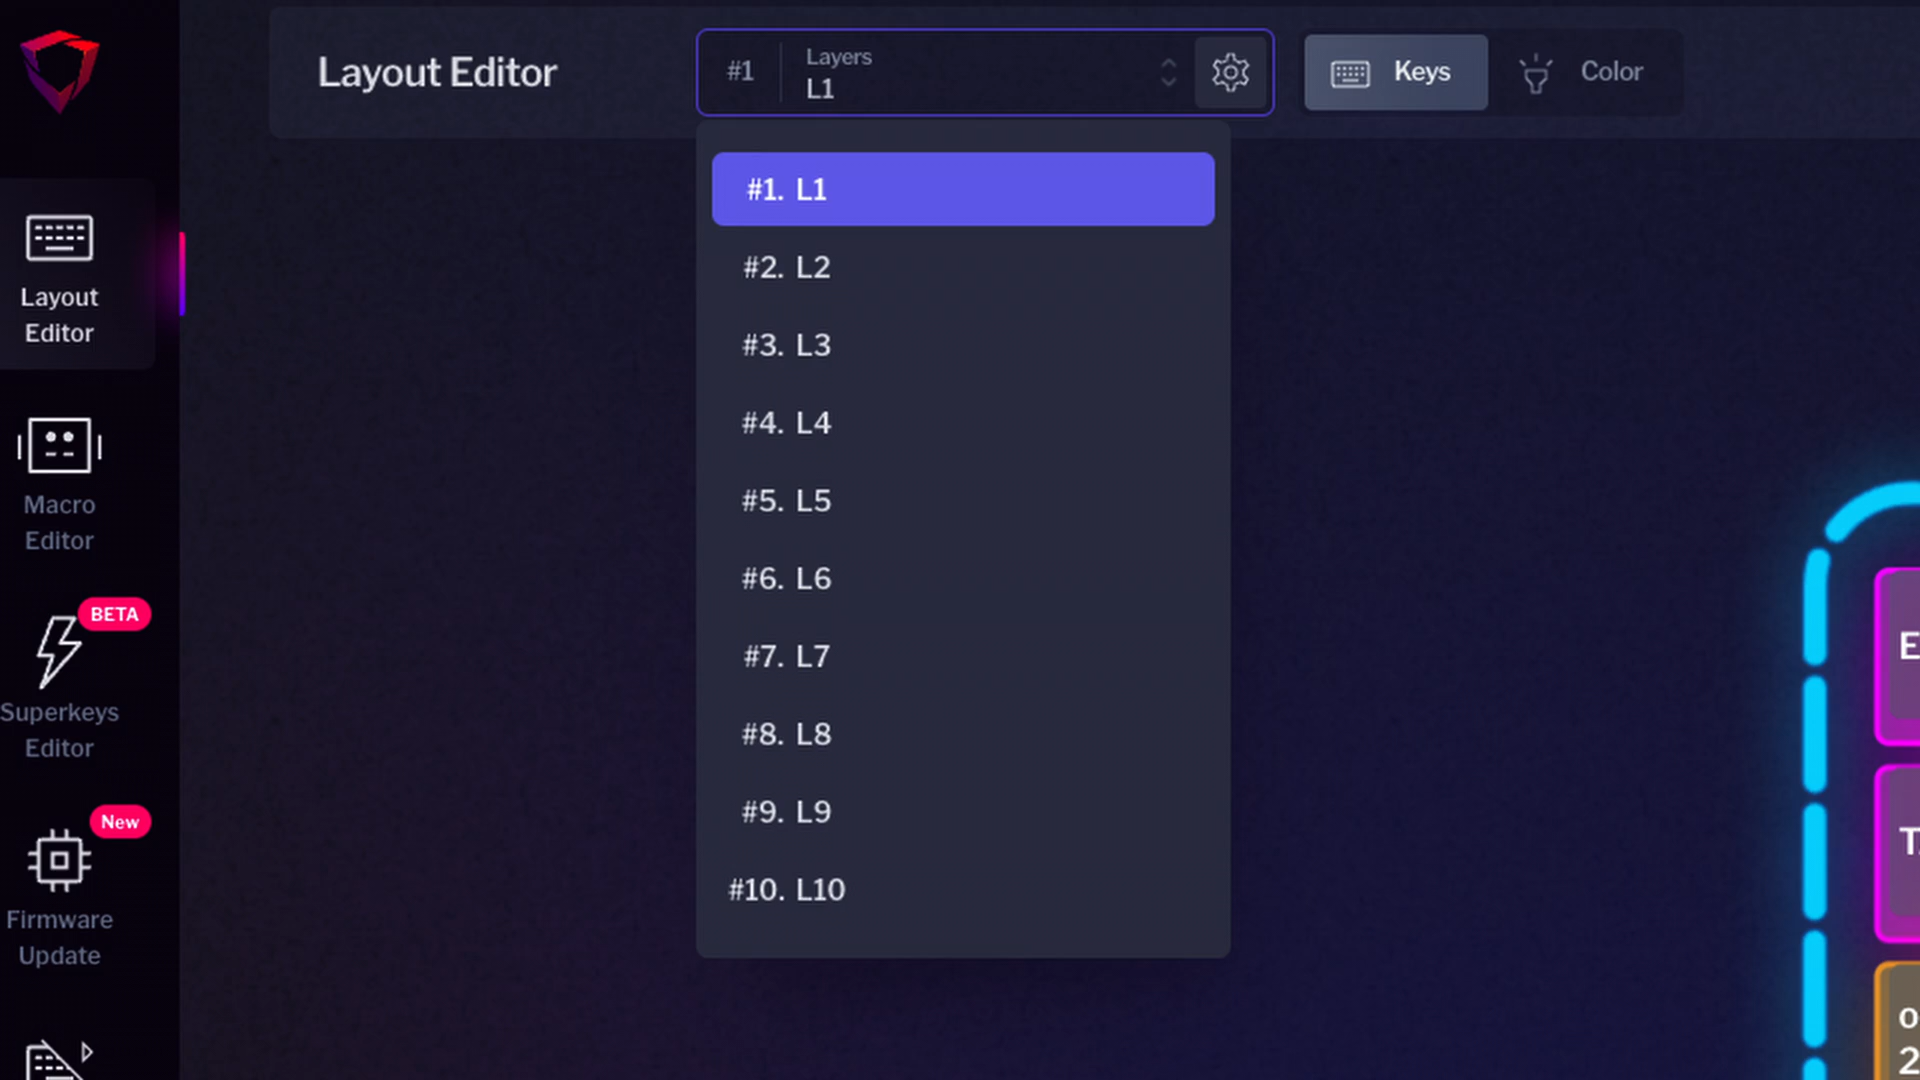 Layout Editor
#1
Layers
L1
Keys
Color
#1. L1
#2. L2
#3. L3
#4. L4
#5. L5
#6. L6
#7. L7
#8. L8
#9. L9
#10. L10
Layout
Editor
Macro
Editor
BETA
Superkeys
Editor
New
Firmware
Update
E
T
2